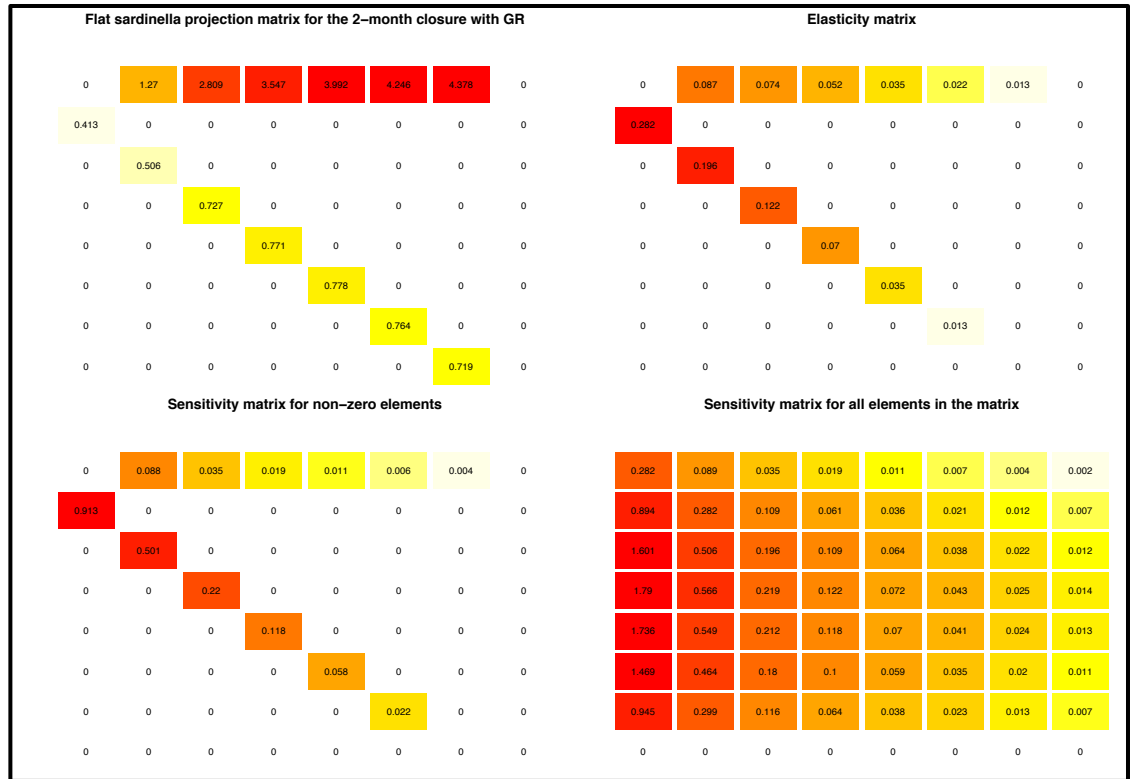 Flat sardinella projection matrix for the 2−month closure with GR
0 1.27 2.809 3.547 3.992 4.246 4.378 0
0.413 0 0 0 0 0 0 0
0 0.506 0 0 0 0 0 0
0 0 0.727 0 0 0 0 0
0 0 0 0.771 0 0 0 0
0 0 0 0 0.778 0 0 0
0 0 0 0 0 0.764 0 0
0 0 0 0 0 0 0.719 0
Elasticity matrix
0 0.087 0.074 0.052 0.035 0.022 0.013 0
0.282 0 0 0 0 0 0 0
0 0.196 0 0 0 0 0 0
0 0 0.122 0 0 0 0 0
0 0 0 0.07 0 0 0 0
0 0 0 0 0.035 0 0 0
0 0 0 0 0 0.013 0 0
0 0 0 0 0 0 0 0
Sensitivity matrix for non−zero elements
0 0.088 0.035 0.019 0.011 0.006 0.004 0
0.913 0 0 0 0 0 0 0
0 0.501 0 0 0 0 0 0
0 0 0.22 0 0 0 0 0
0 0 0 0.118 0 0 0 0
0 0 0 0 0.058 0 0 0
0 0 0 0 0 0.022 0 0
0 0 0 0 0 0 0 0
Sensitivity matrix for all elements in the matrix
0.282 0.089 0.035 0.019 0.011 0.007 0.004 0.002
0.894 0.282 0.109 0.061 0.036 0.021 0.012 0.007
1.601 0.506 0.196 0.109 0.064 0.038 0.022 0.012
1.79 0.566 0.219 0.122 0.072 0.043 0.025 0.014
1.736 0.549 0.212 0.118 0.07 0.041 0.024 0.013
1.469 0.464 0.18 0.1 0.059 0.035 0.02 0.011
0.945 0.299 0.116 0.064 0.038 0.023 0.013 0.007
0 0 0 0 0 0 0 0